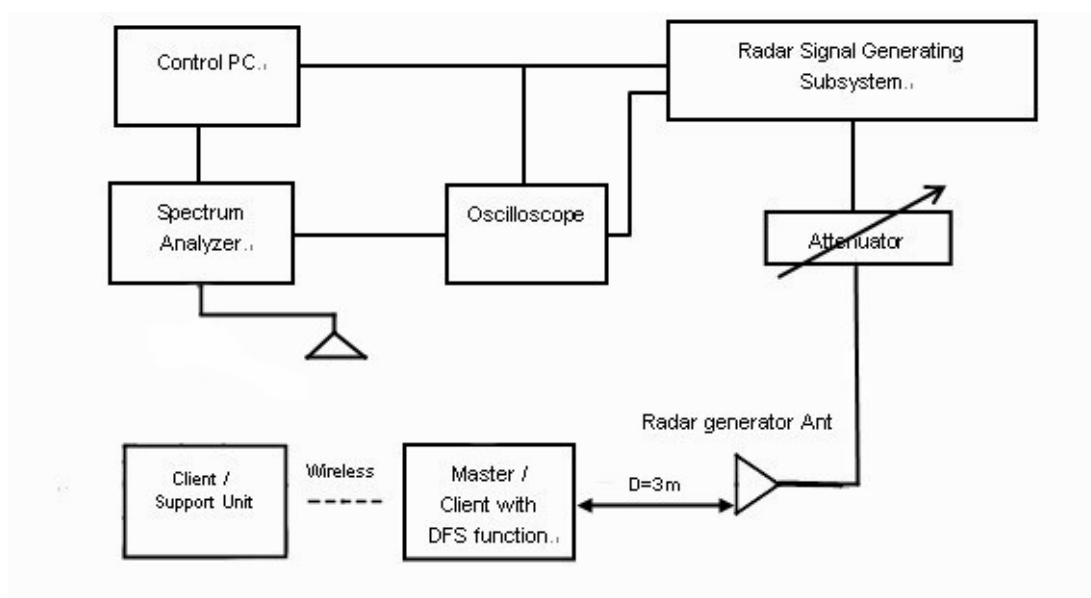 Control PC.
Radar Signal Generating
Subsystem.
Spectrum
Analyzer.
Oscilloscope
Attenuator
Radar generator Ant
Client /
Support Unit
Wireless
Master /
Client with
DFS function.
D=3m